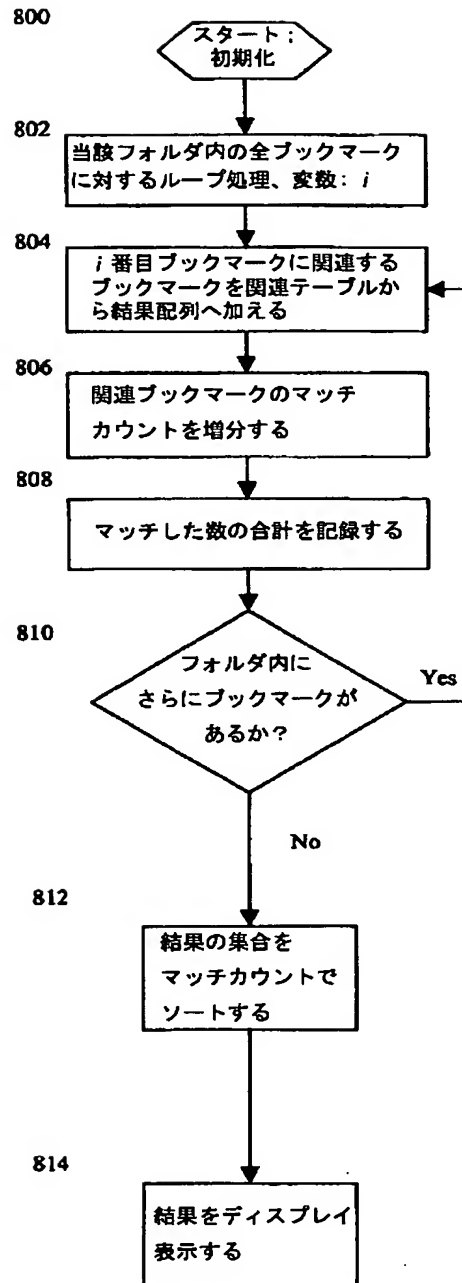 800
スタート：
初期化
802
当該フォルダ内の全ブックマーク
に対するループ処理、変数： i
804
i 番目ブックマークに関連する
ブックマークを関連テーブルから
結果配列へ加える
806
関連ブックマークのマッチ
カウントを増分する
808
マッチした数の合計を記録する
810
フォルダ内に
さらにブックマークが
あるか？
Yes
No
812
結果の集合を
マッチカウントで
ソートする
814
結果をディスプレイ
表示する